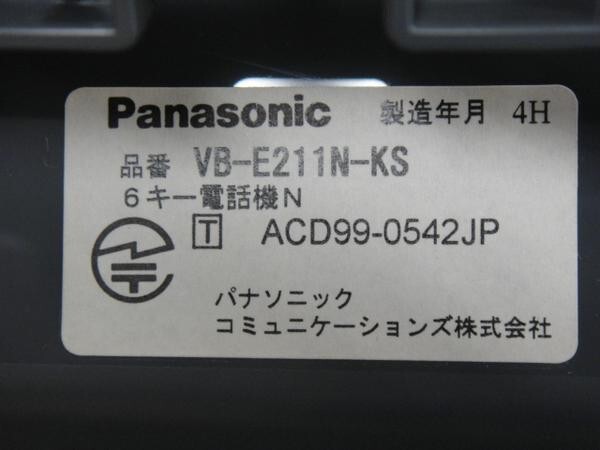 Panasonic 製造年月 4H
品番 VB-E211N-KS
6キー電話機N
T ACD99-0542JP
パナソニック
コミュニケーションズ株式会社